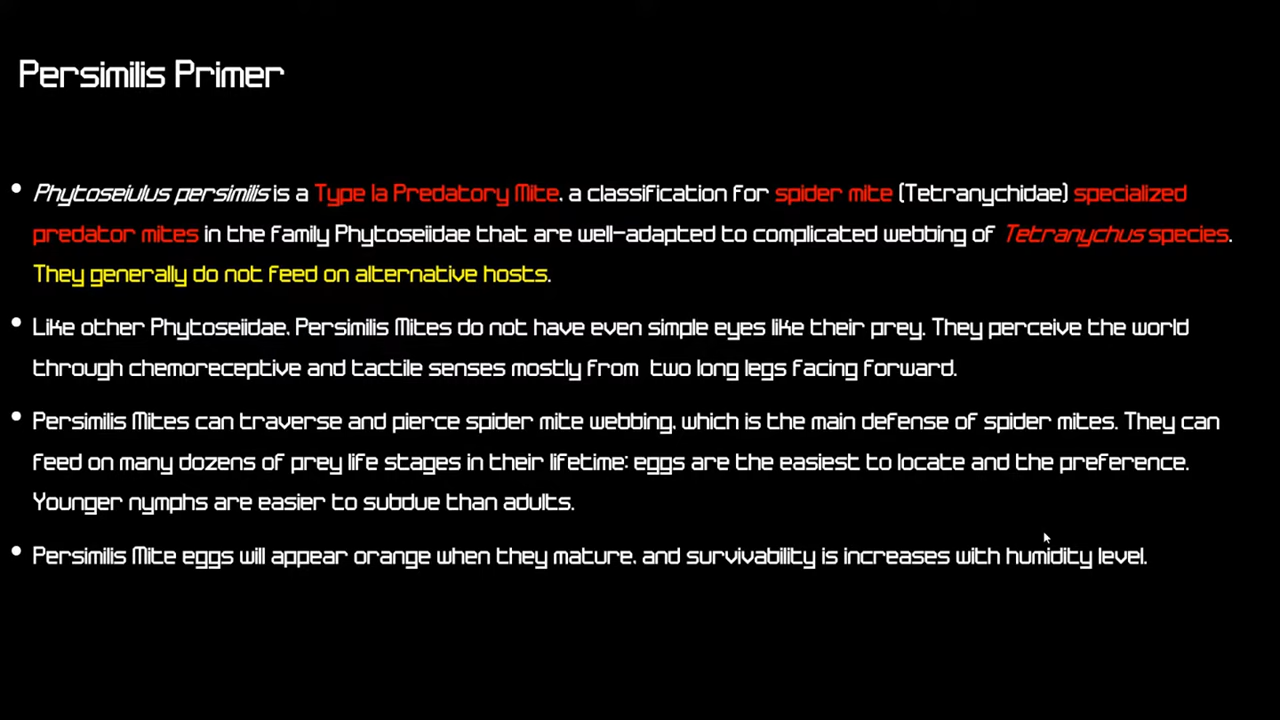 Persimilis Primer
• Phytoseiulus persimilis is a Type 1a Predatory Mite, a classification for spider mite (Tetranychidae) specialized
predator mites in the family Phytoseiidae that are well-adapted to complicated webbing of Tetranychus species.
They generally do not feed on alternative hosts.
• Like other Phytoseiidae, Persimilis Mites do not have even simple eyes like their prey. They perceive the world
through chemoreceptive and tactile senses mostly from two long legs facing forward.
• Persimilis Mites can traverse and pierce spider mite webbing, which is the main defense of spider mites. They can
feed on many dozens of prey life stages in their lifetime; eggs are the easiest to locate and the preference.
Younger nymphs are easier to subdue than adults.
• Persimilis Mite eggs will appear orange when they mature, and survivability is increases with humidity level.